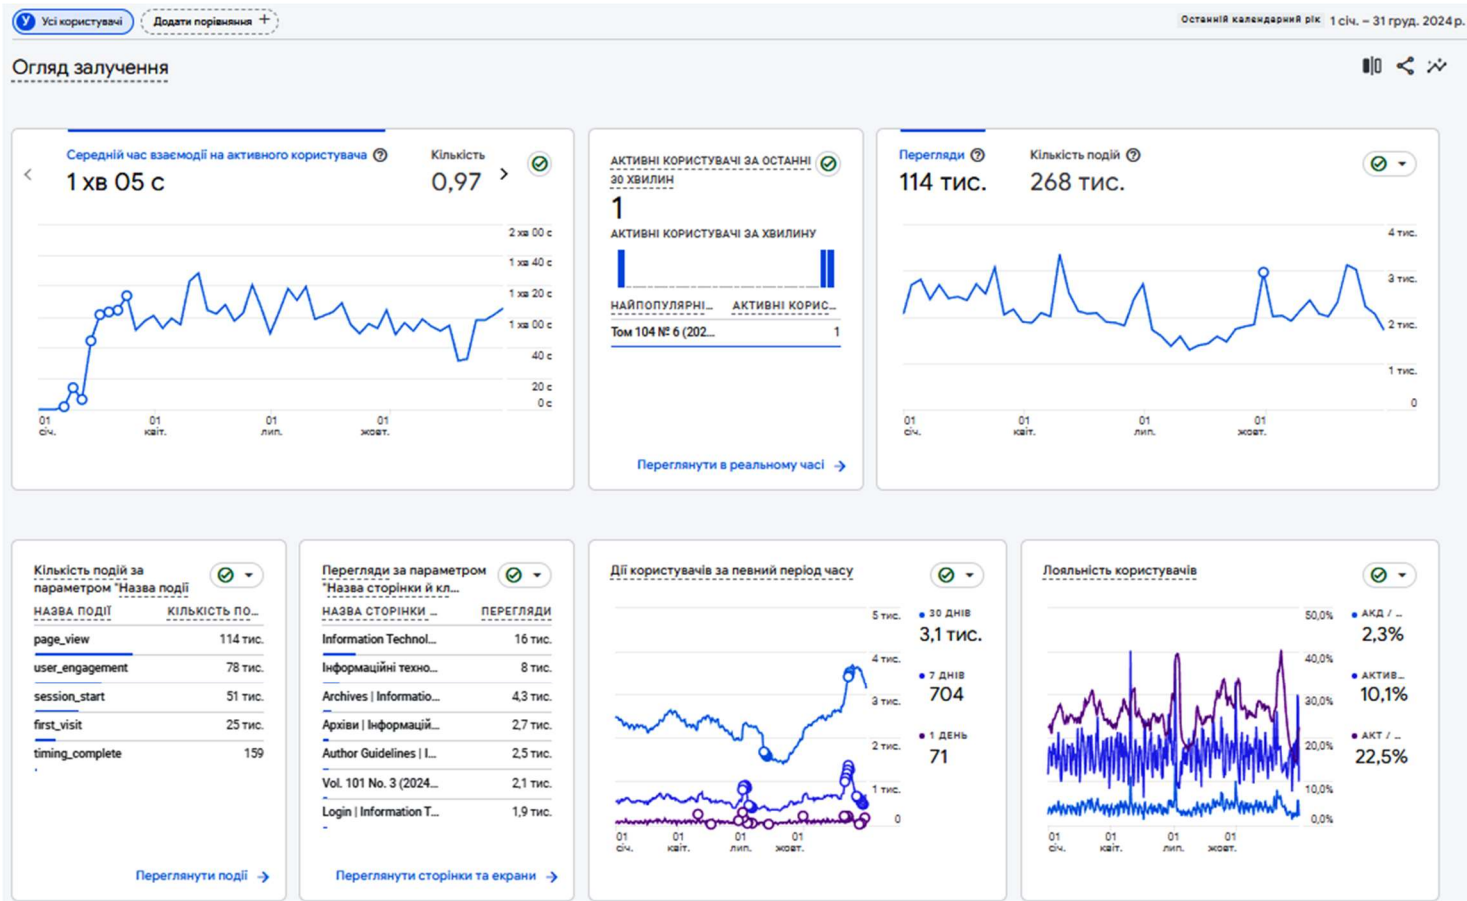 У Усі користувачі Додати порівняння +
Останній календарний рік 1 січ. – 31 груд. 2024 р.
Огляд залучення
Середній час взаємодії на активного користувача
1 хв 05 с
Кількість
0,97
2 хв 00 с
1 хв 40 с
1 хв 20 с
1 хв 00 с
40 с
20 с
0 с
01 01 01 01
січ. квіт. лип. жовт.
АКТИВНІ КОРИСТУВАЧІ ЗА ОСТАННІ
30 ХВИЛИН
1
АКТИВНІ КОРИСТУВАЧІ ЗА ХВИЛИНУ
НАЙПОПУЛЯРНІ... АКТИВНІ КОРИС...
Том 104 № 6 (202... 1
Переглянути в реальному часі →
Перегляди
114 тис.
Кількість подій
268 тис.
4 тис.
3 тис.
2 тис.
1 тис.
0
01 01 01 01
січ. квіт. лип. жовт.
Кількість подій за
параметром "Назва події
НАЗВА ПОДІЇ КІЛЬКІСТЬ ПО...
page_view 114 тис.
user_engagement 78 тис.
session_start 51 тис.
first_visit 25 тис.
timing_complete 159
Переглянути події →
Перегляди за параметром
"Назва сторінки й кл...
НАЗВА СТОРІНКИ ... ПЕРЕГЛЯДИ
Information Technol... 16 тис.
Інформаційні техно... 8 тис.
Archives | Informatio... 4,3 тис.
Архіви | Інформацій... 2,7 тис.
Author Guidelines | I... 2,5 тис.
Vol. 101 No. 3 (2024... 2,1 тис.
Login | Information T... 1,9 тис.
Переглянути сторінки та екрани →
Дії користувачів за певний період часу
5 тис.
4 тис.
3 тис.
2 тис.
1 тис.
0
01 01 01 01
січ. квіт. лип. жовт.
30 ДНІВ
3,1 тис.
7 ДНІВ
704
1 ДЕНЬ
71
Лояльність користувачів
50,0%
40,0%
30,0%
20,0%
10,0%
0,0%
01 01 01 01
січ. квіт. лип. жовт.
АКД / ...
2,3%
АКТИВ...
10,1%
АКТ / ...
22,5%